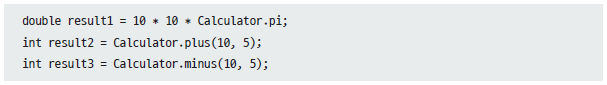 double result1 = 10 * 10 * Calculator.pi;
int result2 = Calculator.plus(10, 5);
int result3 = Calculator.minus(10, 5);